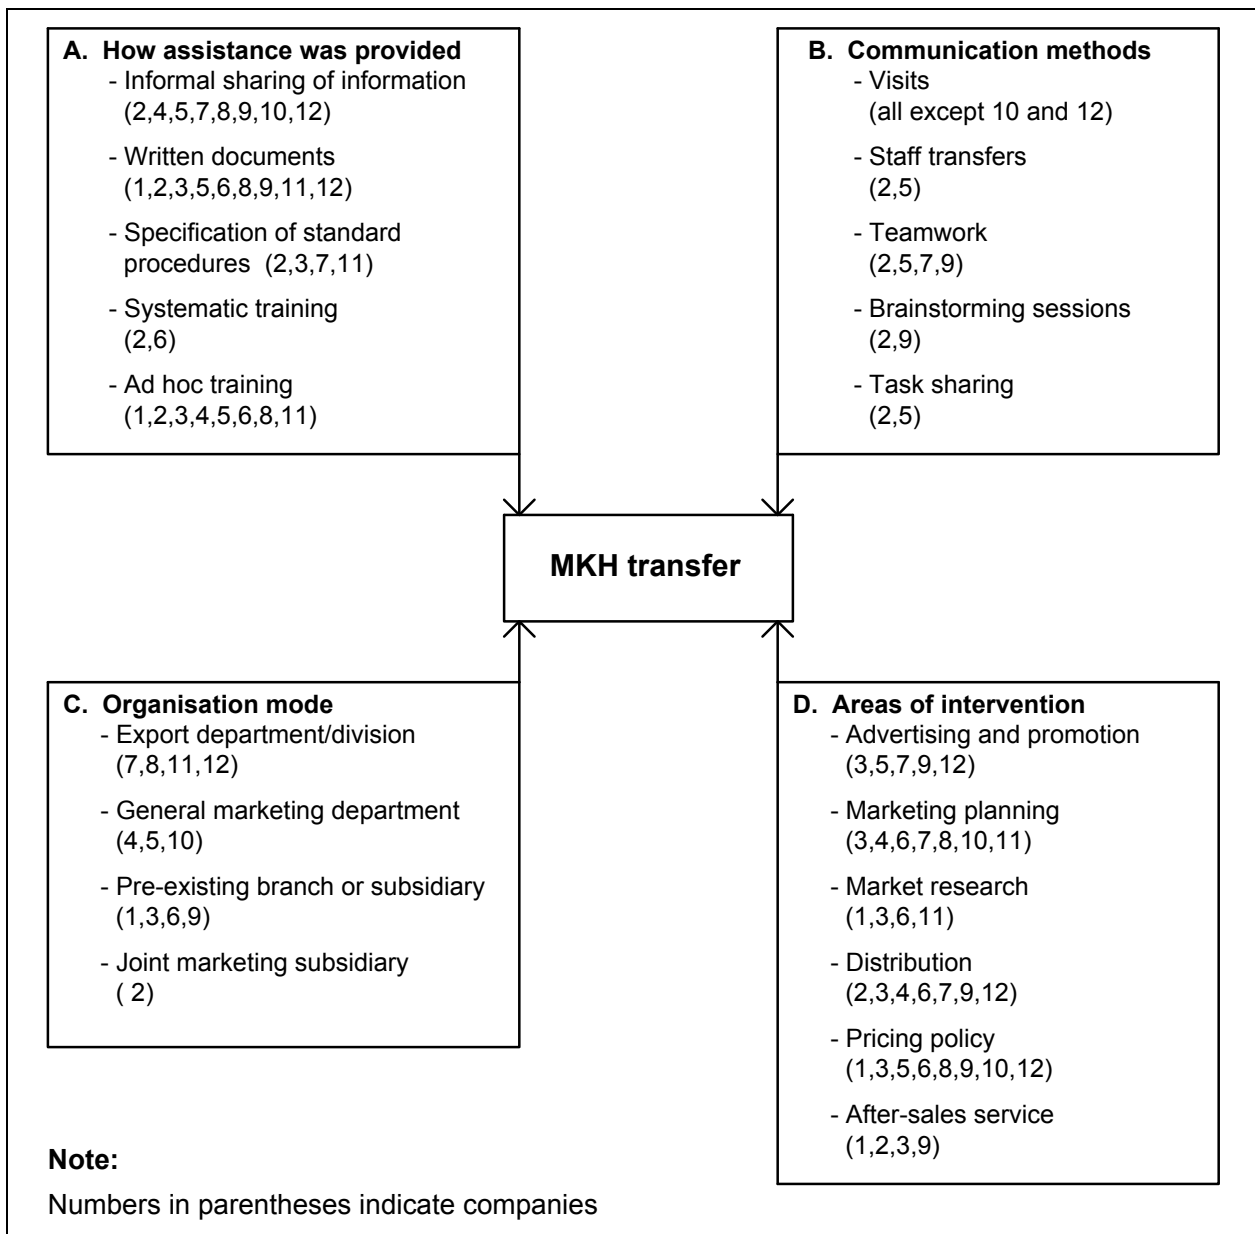 A. How assistance was provided
- Informal sharing of information
(2,4,5,7,8,9,10,12)
- Written documents
(1,2,3,5,6,8,9,11,12)
- Specification of standard
procedures (2,3,7,11)
- Systematic training
(2,6)
- Ad hoc training
(1,2,3,4,5,6,8,11)
B. Communication methods
- Visits
(all except 10 and 12)
- Staff transfers
(2,5)
- Teamwork
(2,5,7,9)
- Brainstorming sessions
(2,9)
- Task sharing
(2,5)
MKH transfer
C. Organisation mode
- Export department/division
(7,8,11,12)
- General marketing department
(4,5,10)
- Pre-existing branch or subsidiary
(1,3,6,9)
- Joint marketing subsidiary
( 2)
D. Areas of intervention
- Advertising and promotion
(3,5,7,9,12)
- Marketing planning
(3,4,6,7,8,10,11)
- Market research
(1,3,6,11)
- Distribution
(2,3,4,6,7,9,12)
- Pricing policy
(1,3,5,6,8,9,10,12)
- After-sales service
(1,2,3,9)
Note:
Numbers in parentheses indicate companies